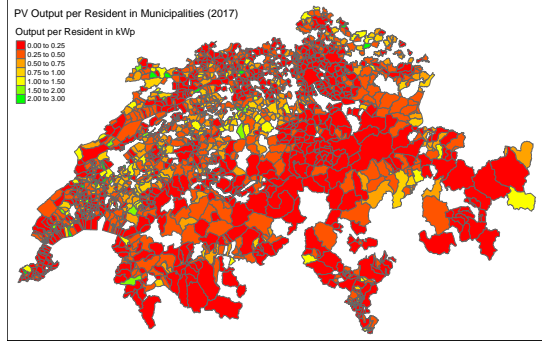 PV Output per Resident in Municipalities (2017)
Output per Resident in kWp
0.00 to 0.25
0.25 to 0.50
0.50 to 0.75
0.75 to 1.00
1.00 to 1.50
1.50 to 2.00
2.00 to 3.00